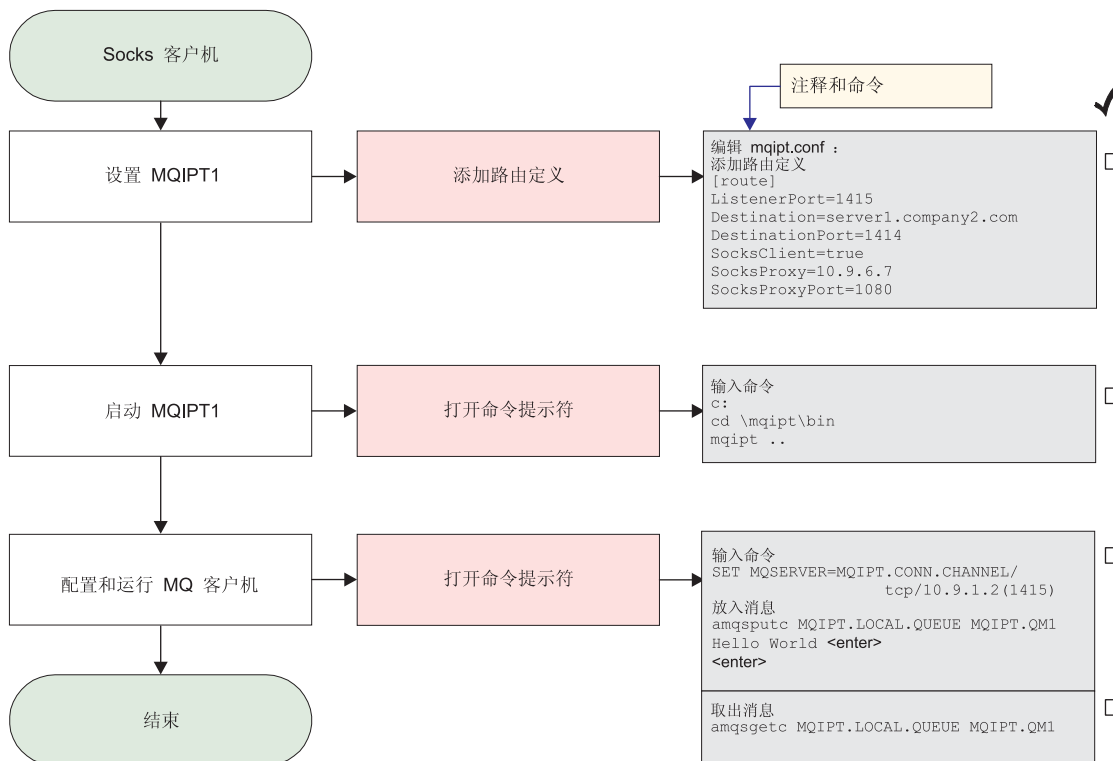 Socks 客户机
注释和命令
设置 MQIPT1
添加路由定义
编辑 mqipt.conf :
添加路由定义
[route]
ListenerPort=1415
Destination=server1.company2.com
DestinationPort=1414
SocksClient=true
SocksProxy=10.9.6.7
SocksProxyPort=1080
启动 MQIPT1
打开命令提示符
输入命令
c:
cd \mqipt\bin
mqipt ..
配置和运行 MQ 客户机
打开命令提示符
输入命令
SET MQSERVER=MQIPT.CONN.CHANNEL/
tcp/10.9.1.2(1415)
放入消息
amqsputc MQIPT.LOCAL.QUEUE MQIPT.QM1
Hello World <enter>
<enter>
结束
取出消息
amqsgetc MQIPT.LOCAL.QUEUE MQIPT.QM1